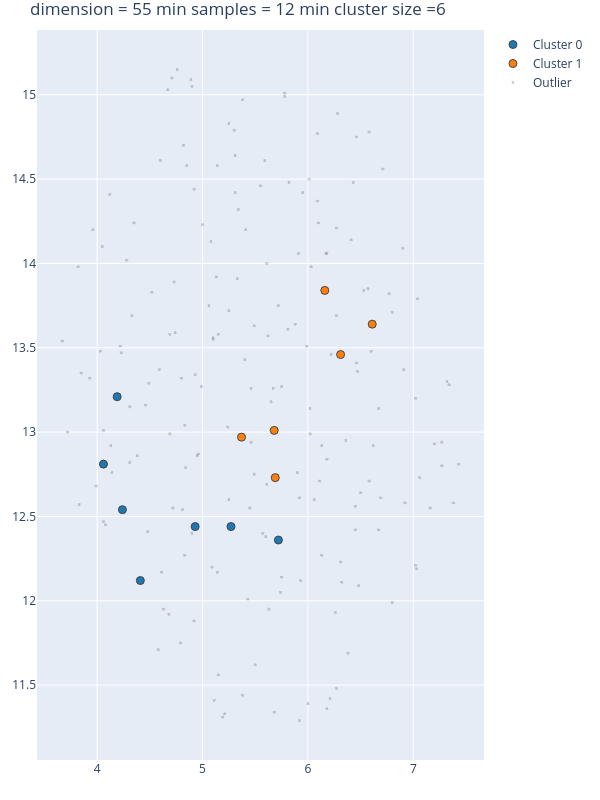 dimension = 55 min samples = 12 min cluster size =6
Cluster 0
Cluster 1
Outlier
15
14.5
14
13.5
13
12.5
12
11.5
4 5 6 7